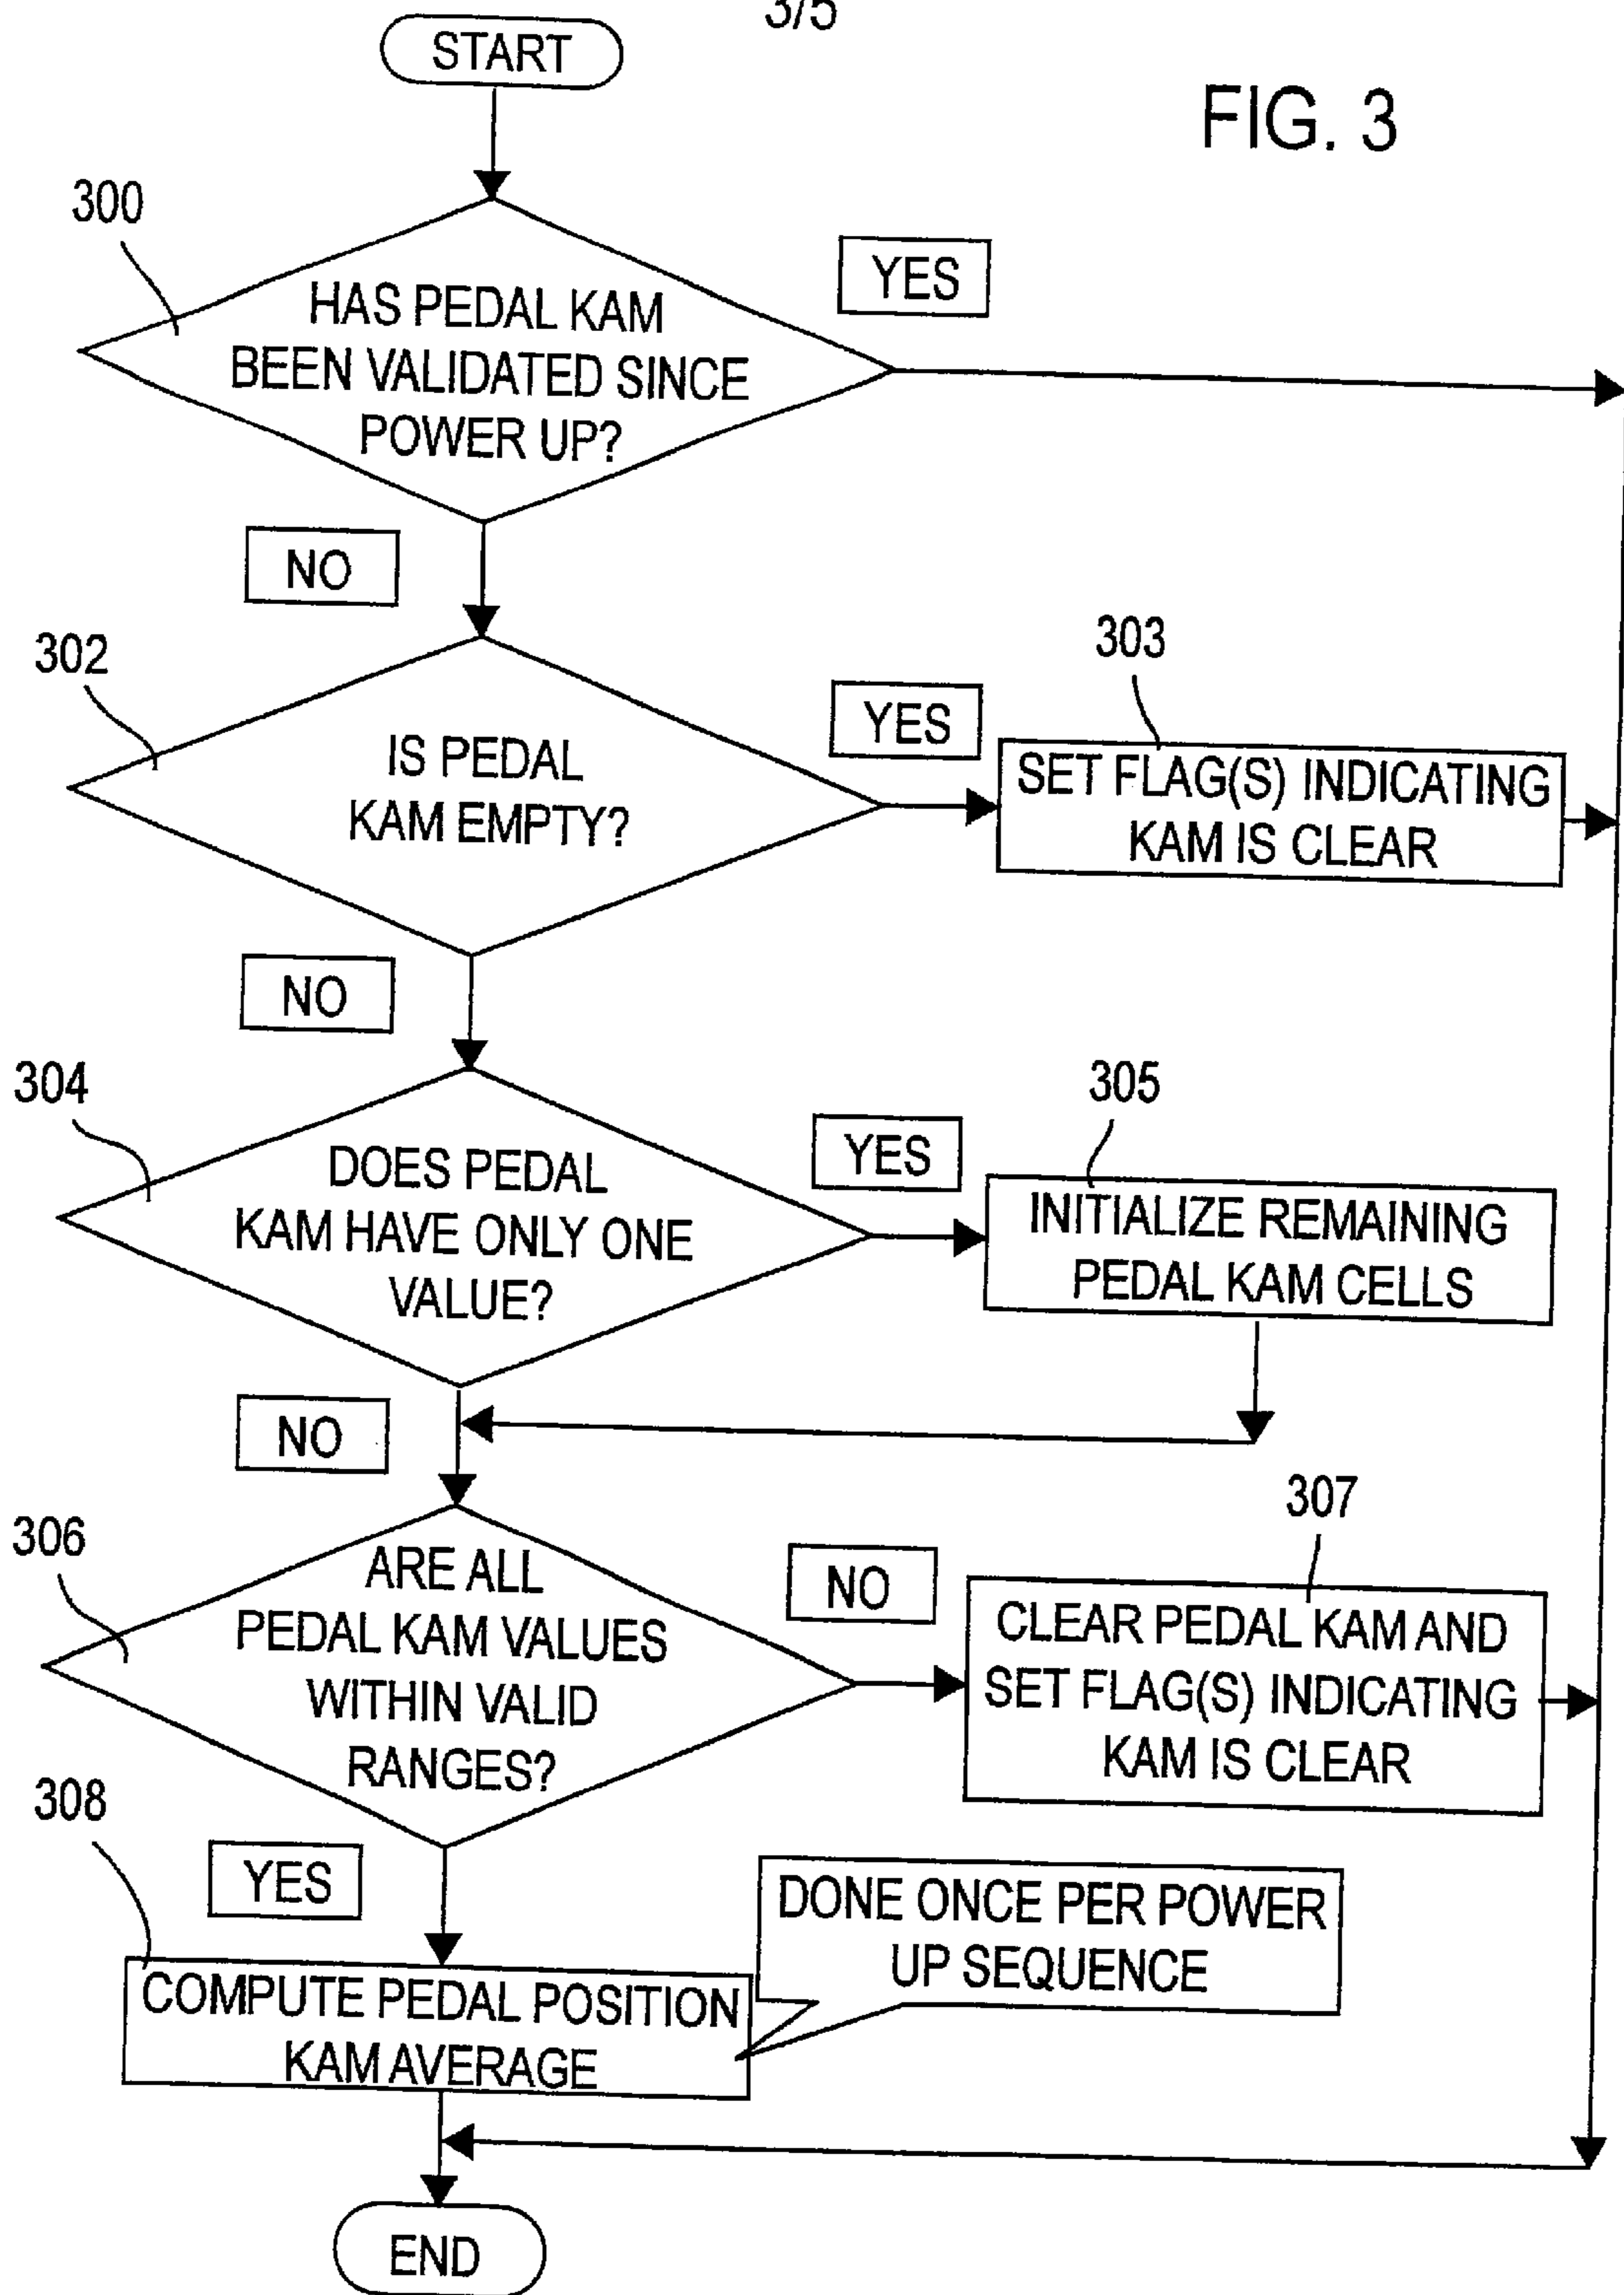 3/5
START
FIG. 3
300
HAS PEDAL KAM
BEEN VALIDATED SINCE
POWER UP?
YES
NO
302
IS PEDAL
KAM EMPTY?
YES
303
SET FLAG(S) INDICATING
KAM IS CLEAR
NO
304
DOES PEDAL
KAM HAVE ONLY ONE
VALUE?
YES
305
INITIALIZE REMAINING
PEDAL KAM CELLS
NO
306
ARE ALL
PEDAL KAM VALUES
WITHIN VALID
RANGES?
NO
307
CLEAR PEDAL KAM AND
SET FLAG(S) INDICATING
KAM IS CLEAR
YES
308
COMPUTE PEDAL POSITION
KAM AVERAGE
DONE ONCE PER POWER
UP SEQUENCE
END